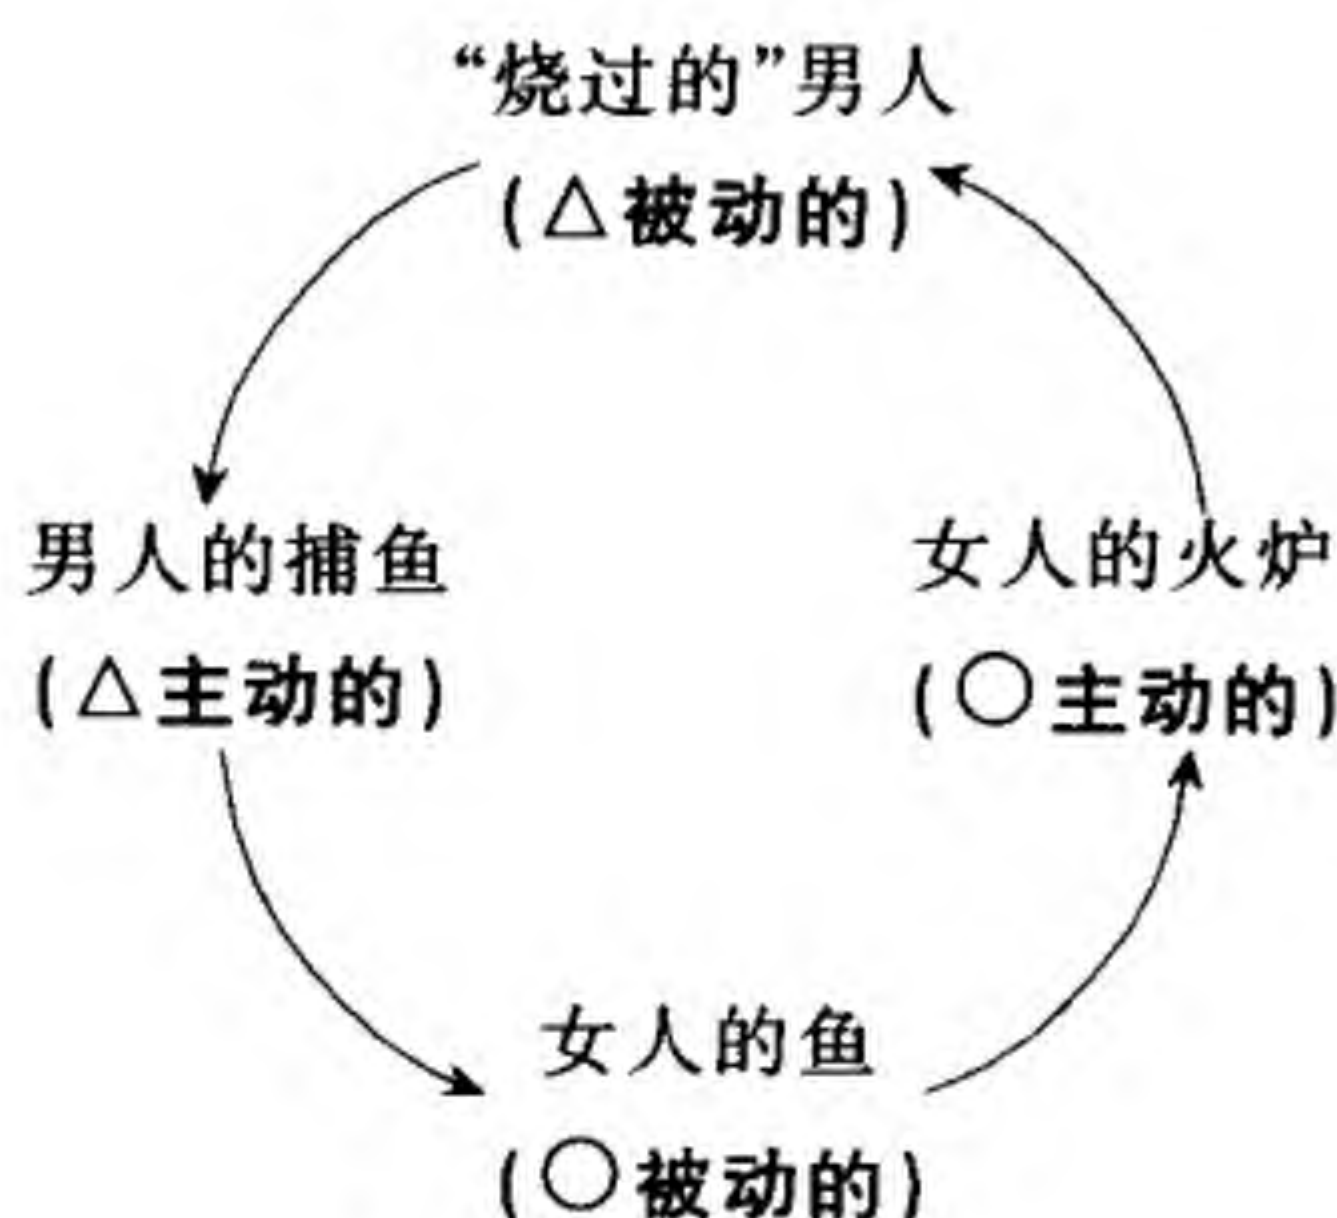 “烧过的”男人
(△被动的)
男人的捕鱼
(△主动的)
女人的火炉
(○主动的)
女人的鱼
(○被动的)